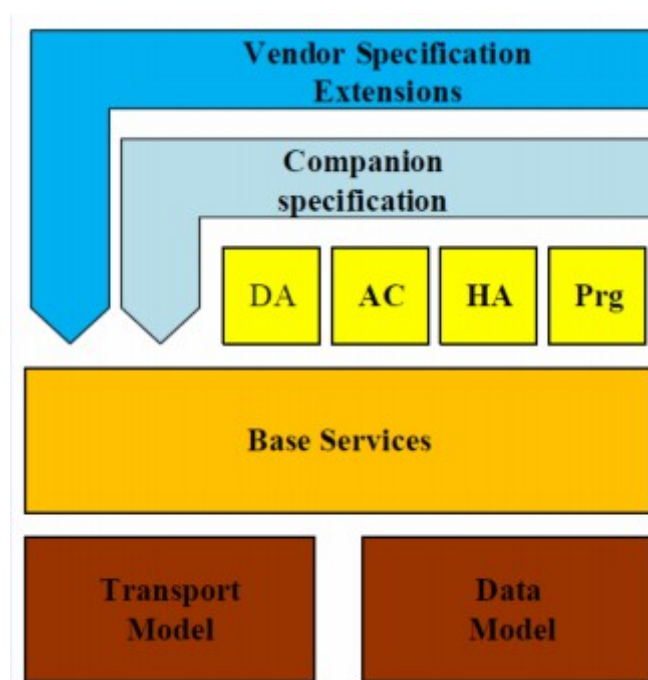 Vendor Specification
Extensions
Companion
specification
DA AC HA Prg
Base Services
Transport
Model
Data
Model